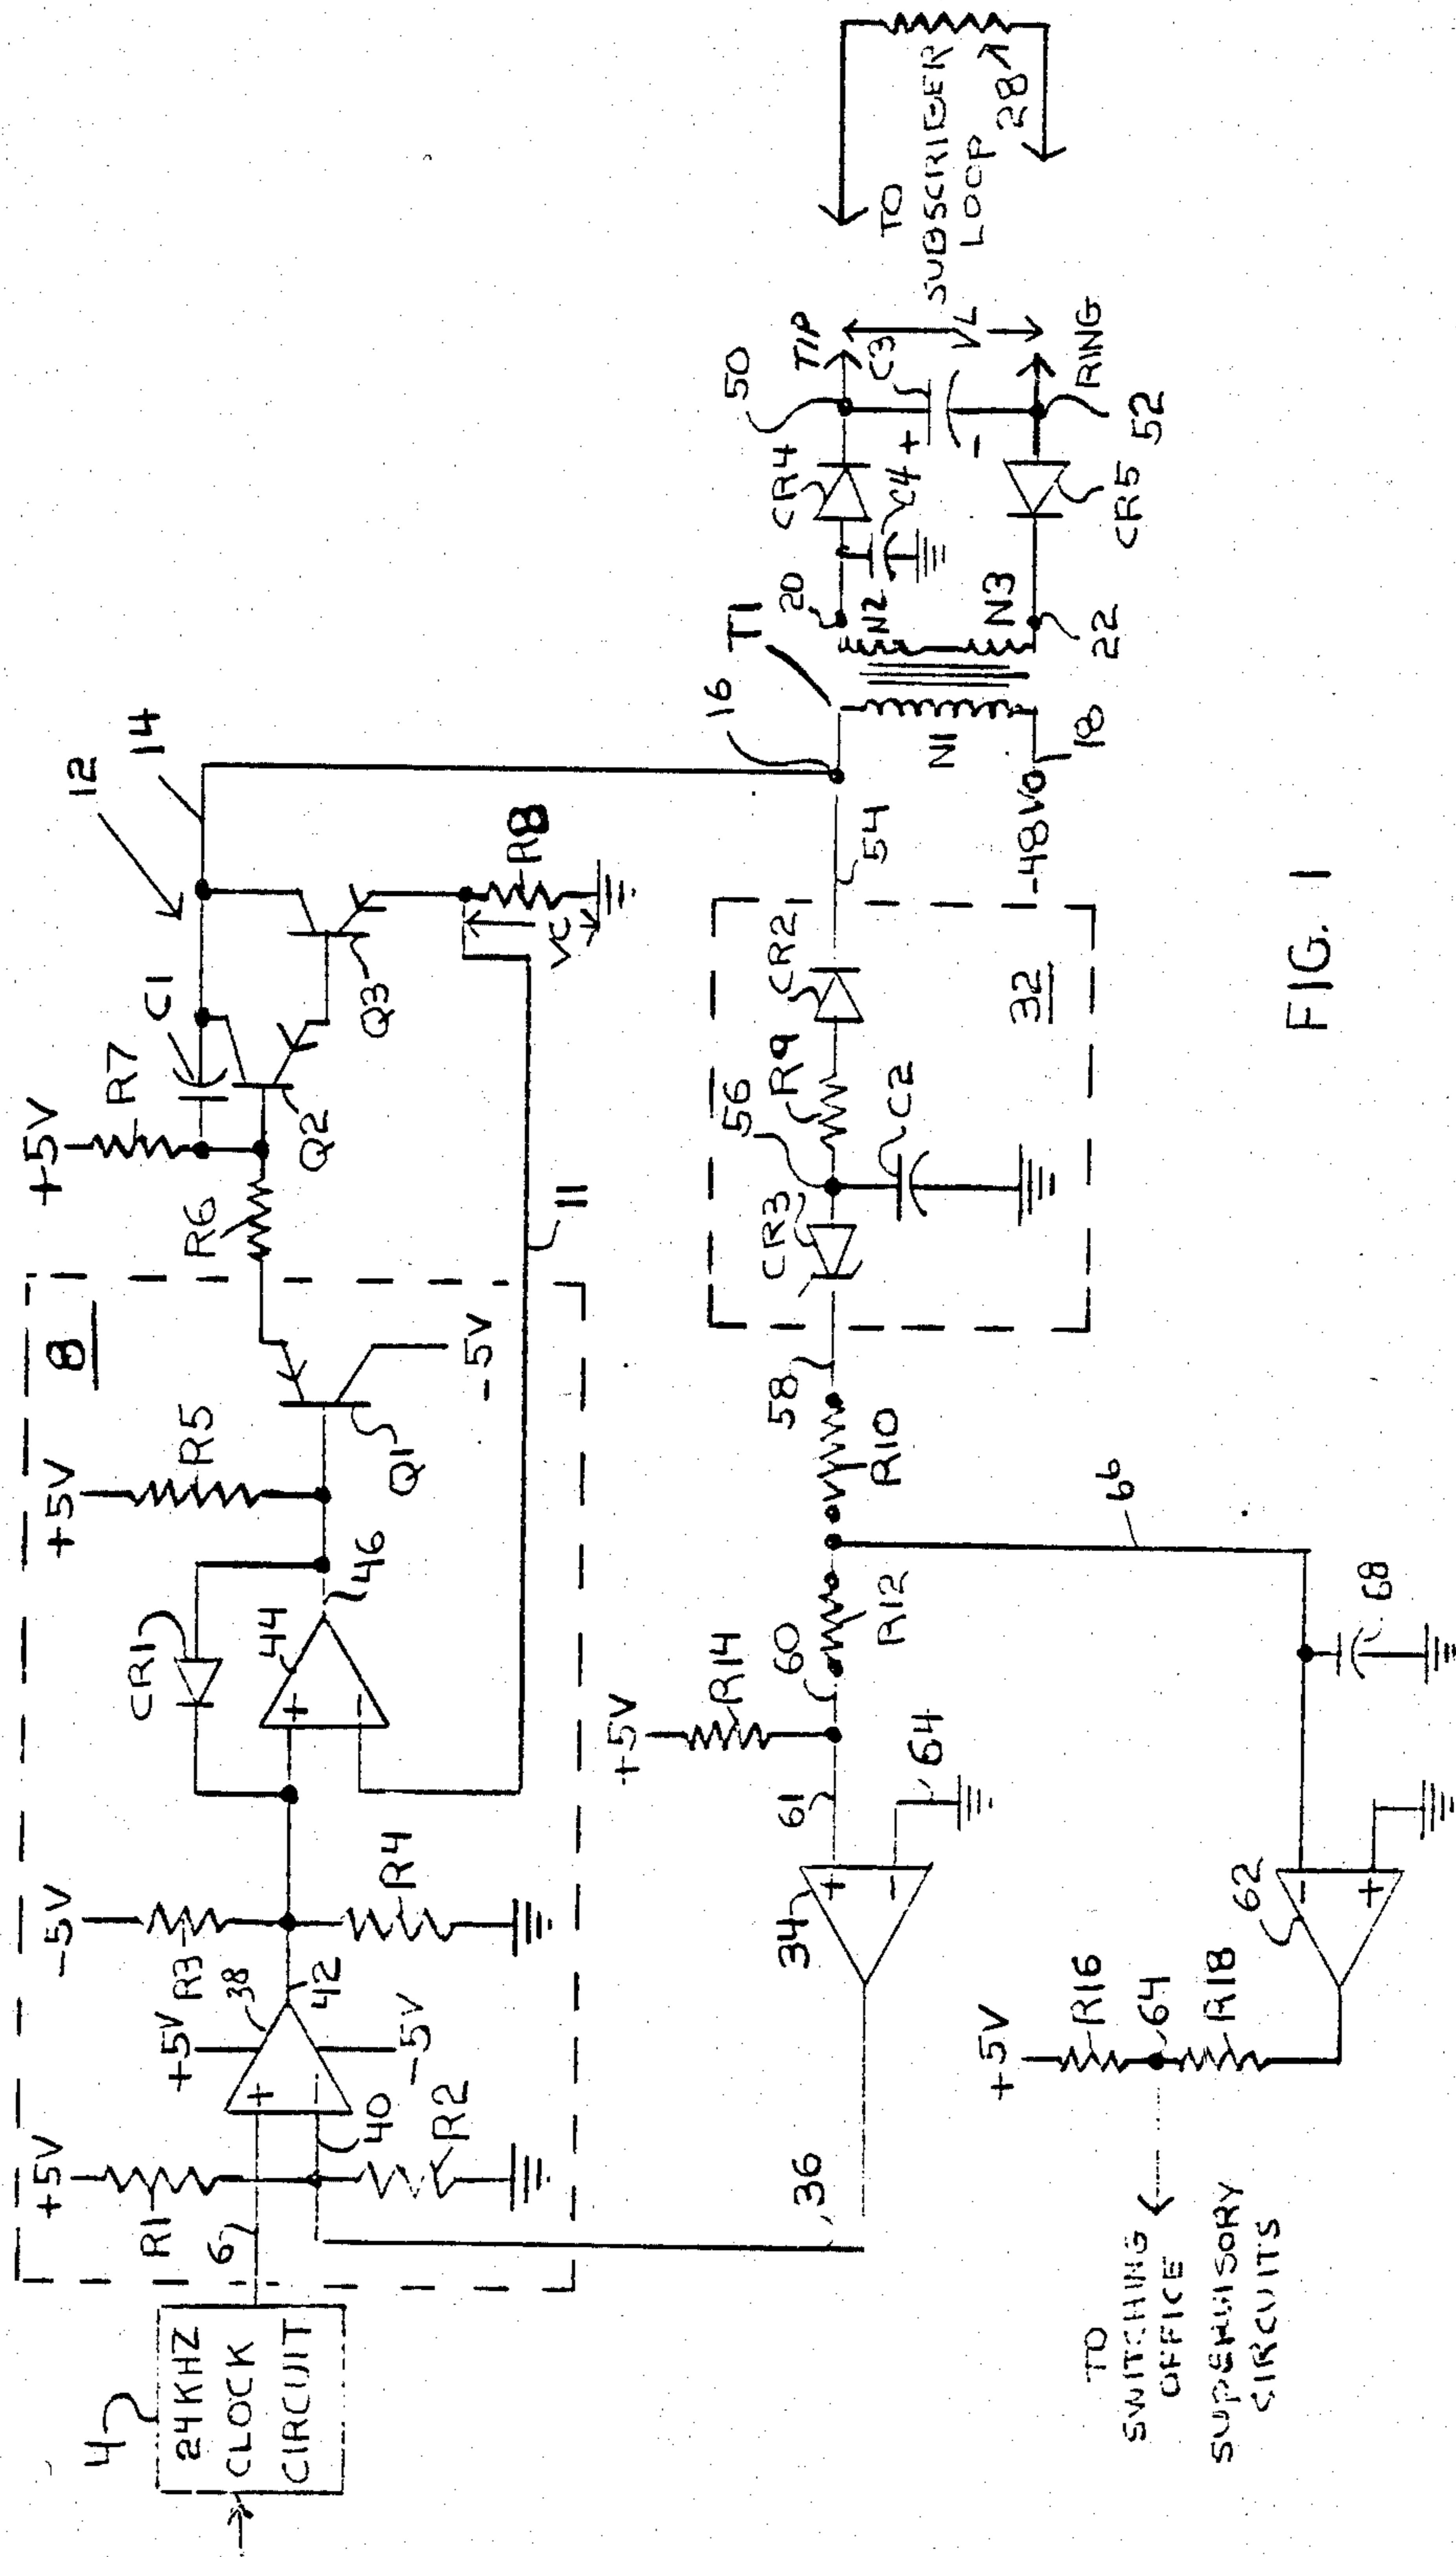 4
24KHZ
CLOCK
CIRCUIT
6
8
+5V
R1
R2
40
+5V
38
+
-
-5V
42
-5V
R3
R4
CR1
44
+
-
46
+5V
R5
Q1
-5V
R6
+5V
R7
C1
Q2
12
14
Q3
R8
VC
11
16
T1
N1
-48V
18
20
N2
N3
22
CR4
C4
CR5
50
TIP
C3
+
-
VL
RING
52
TO
SUBSCRIBER
LOOP
28
54
CR2
R9
56
C2
CR3
32
58
R10
R12
60
+5V
R14
61
64
34
+
-
36
66
68
62
-
+
+5V
R16
64
R18
TO
SWITCHING
OFFICE
SUPERVISORY
CIRCUITS
FIG. 1